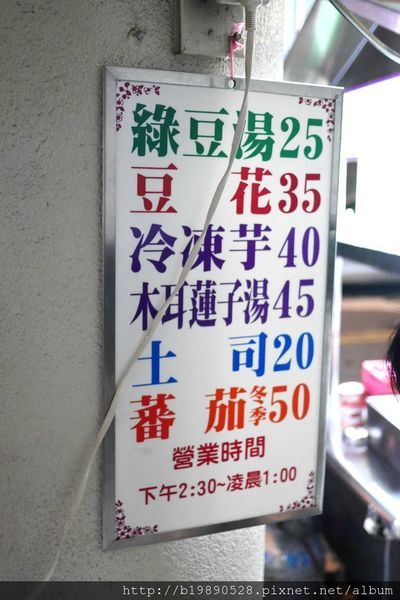 綠豆湯25
豆花35
冷凍芋40
木耳蓮子湯45
土司20
蕃茄冬季50
營業時間
下午2:30~凌晨1:00
http://b19890528.pixnet.net/album